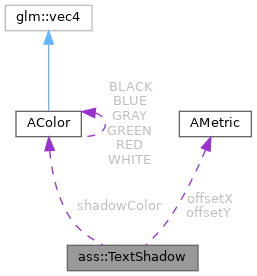 glm::vec4
BLACK
BLUE
GRAY
GREEN
RED
WHITE
AColor
AMetric
shadowColor
offsetX
offsetY
ass::TextShadow